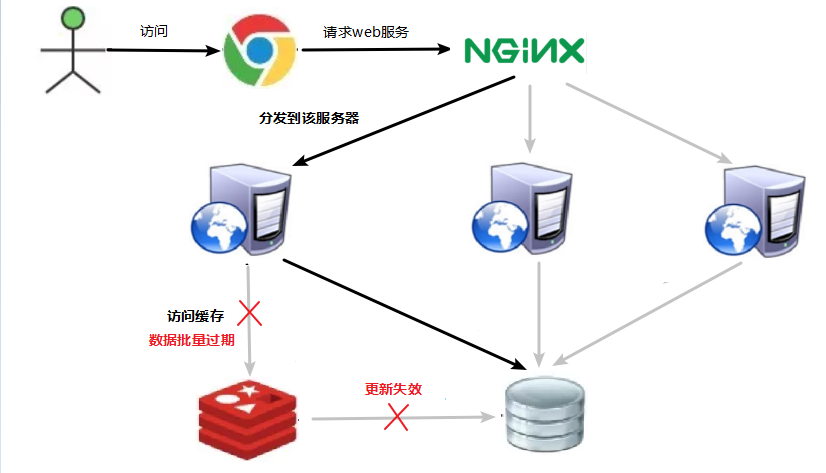 访问
请求web服务
NGINX
分发到该服务器
访问缓存
数据批量过期
更新失效